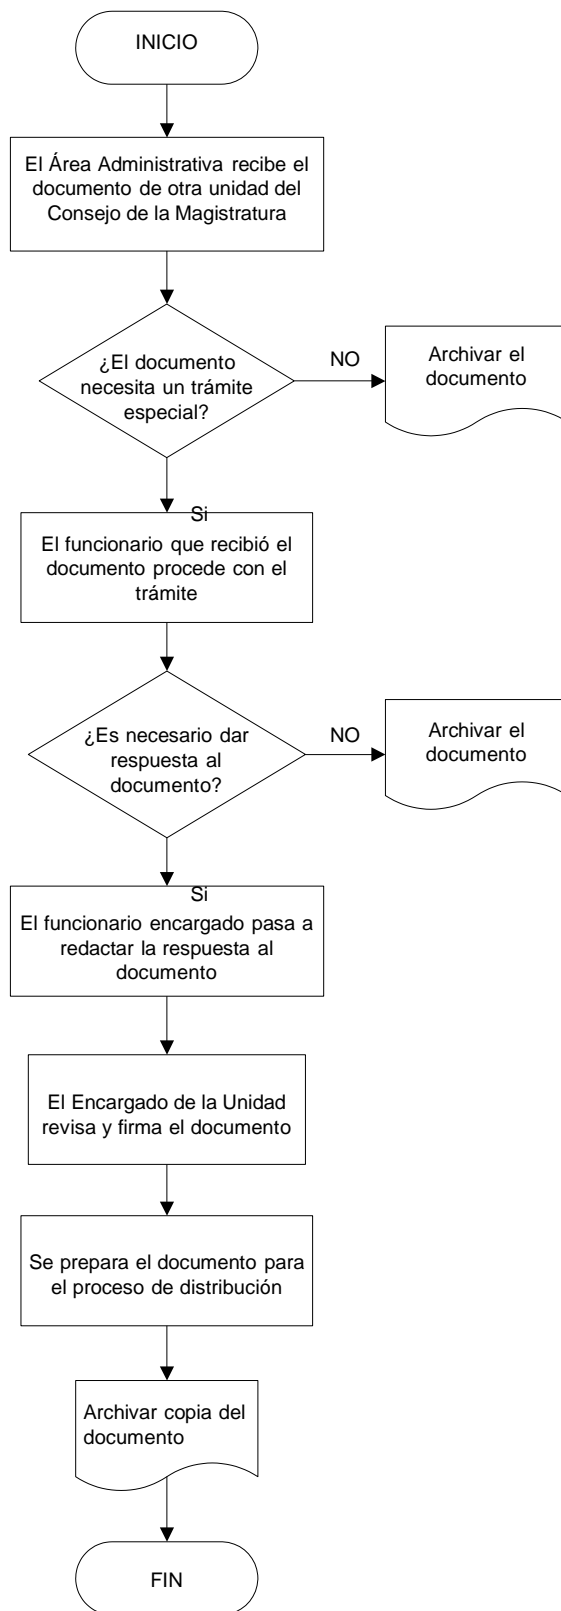 INICIO
El Área Administrativa recibe el
documento de otra unidad del
Consejo de la Magistratura
¿El documento
necesita un trámite
especial?
NO
Archivar el
documento
Si
El funcionario que recibió el
documento procede con el
trámite
¿Es necesario dar
respuesta al
documento?
NO
Archivar el
documento
Si
El funcionario encargado pasa a
redactar la respuesta al
documento
El Encargado de la Unidad
revisa y firma el documento
Se prepara el documento para
el proceso de distribución
Archivar copia del
documento
FIN